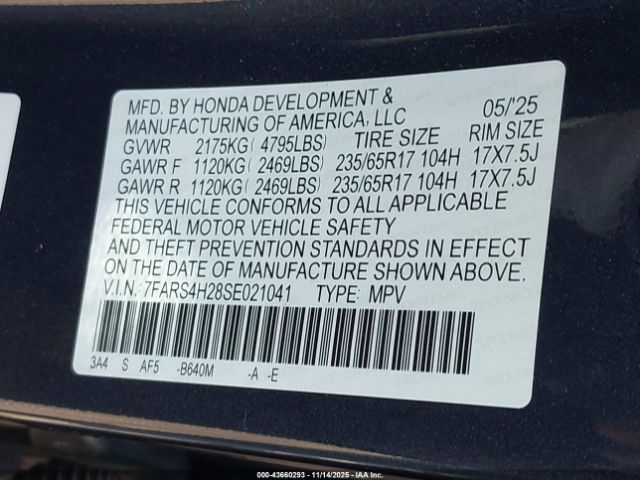 MFD. BY HONDA DEVELOPMENT &
MANUFACTURING OF AMERICA, LLC 05/'25
GVWR 2175KG( 4795LBS) TIRE SIZE RIM SIZE
GAWR F 1120KG( 2469LBS) 235/65R17 104H 17X7.5J
GAWR R 1120KG( 2469LBS) 235/65R17 104H 17X7.5J
THIS VEHICLE CONFORMS TO ALL APPLICABLE
FEDERAL MOTOR VEHICLE SAFETY
AND THEFT PREVENTION STANDARDS IN EFFECT
ON THE DATE OF MANUFACTURE SHOWN ABOVE.
V.I.N.: 7FARS4H28SE021041 TYPE: MPV
3A4 S AF5 -B640M -A -E
000-43660293 - 11/14/2025 - IAAI.COM